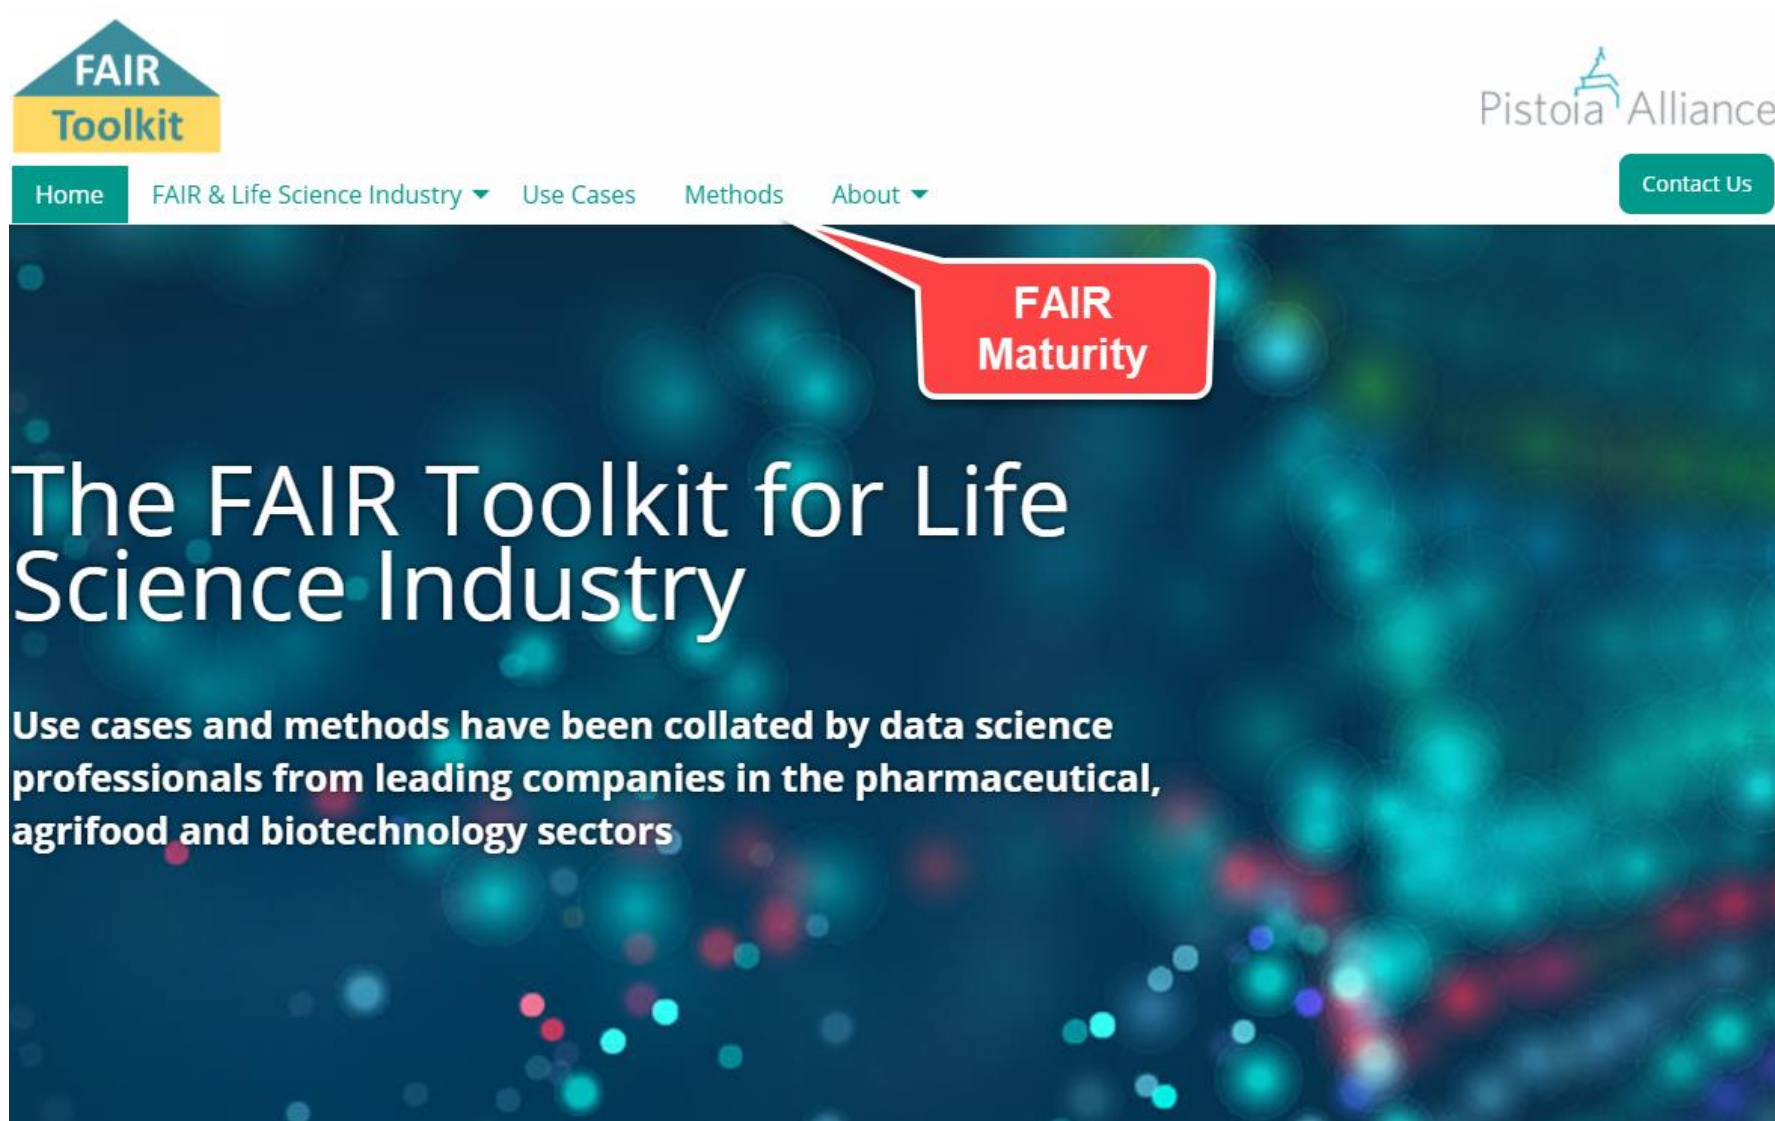 FAIR
Toolkit
Pistoia Alliance
Home
FAIR & Life Science Industry
Use Cases
Methods
About
Contact Us
FAIR
Maturity
The FAIR Toolkit for Life
Science Industry
Use cases and methods have been collated by data science
professionals from leading companies in the pharmaceutical,
agrifood and biotechnology sectors